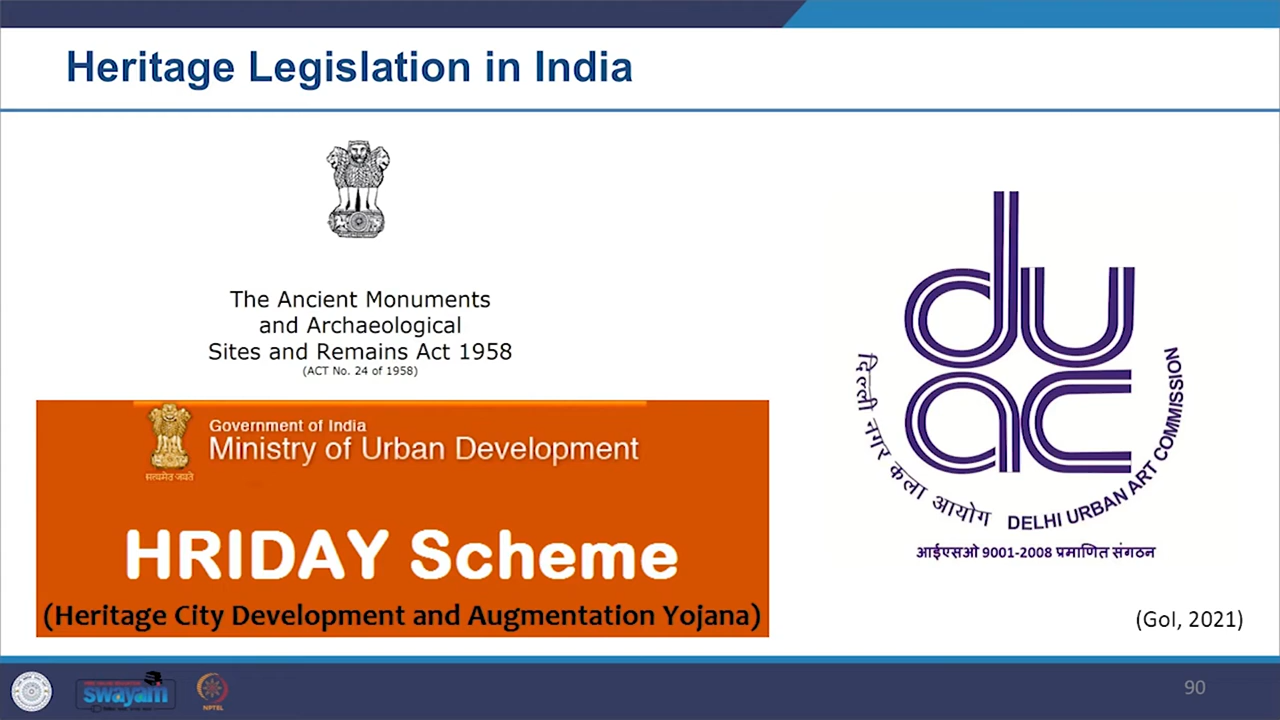 Heritage Legislation in India
The Ancient Monuments
and Archaeological
Sites and Remains Act 1958
(ACT No. 24 of 1958)
Government of India
Ministry of Urban Development
सत्यमेव जयते
HRIDAY Scheme
(Heritage City Development and Augmentation Yojana)
duac
दिल्ली नगर कला आयोग DELHI URBAN ART COMMISSION
आईएसओ 9001-2008 प्रमाणित संगठन
(GoI, 2021)
swayam
NPTEL
90